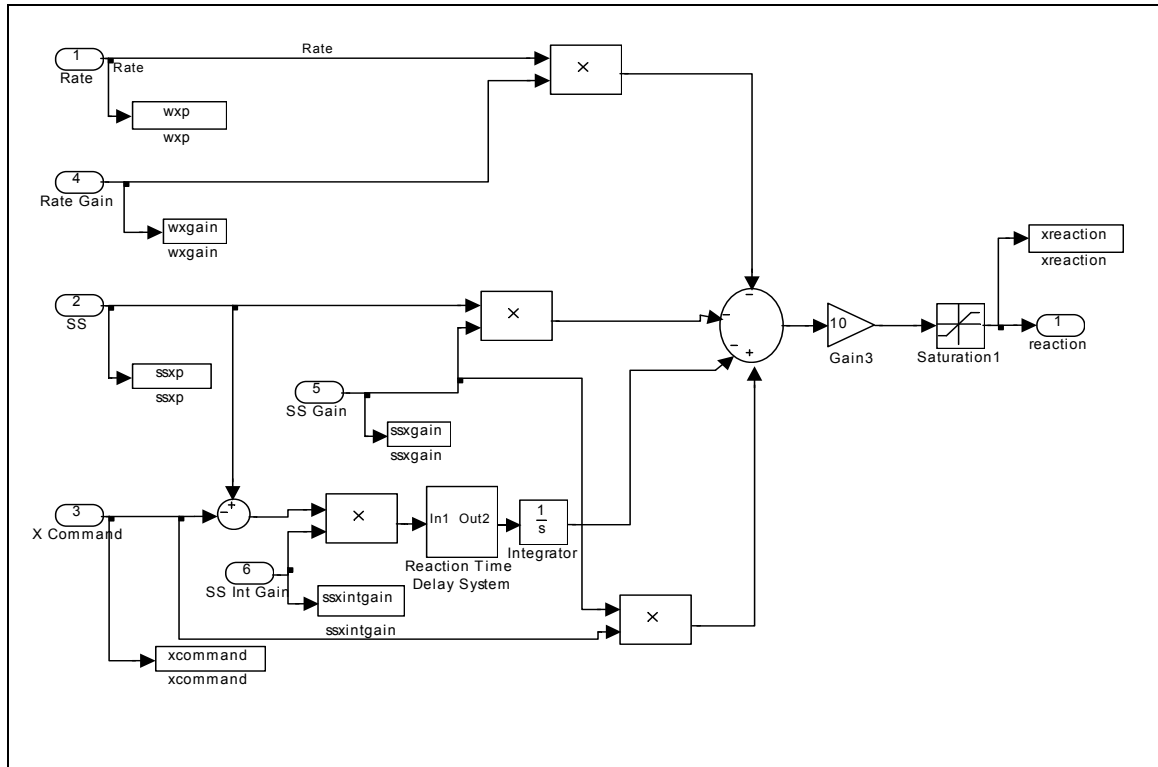 1
Rate
Rate
Rate
×
wxp
wxp
4
Rate Gain
wxgain
wxgain
2
SS
×
ssxp
ssxp
5
SS Gain
ssxgain
ssxgain
−
−
−
+
10
Gain3
Saturation1
xreaction
xreaction
1
reaction
3
X Command
+
−
×
In1 Out2
Reaction Time
Delay System
1
s
Integrator
6
SS Int Gain
ssxintgain
ssxintgain
×
xcommand
xcommand